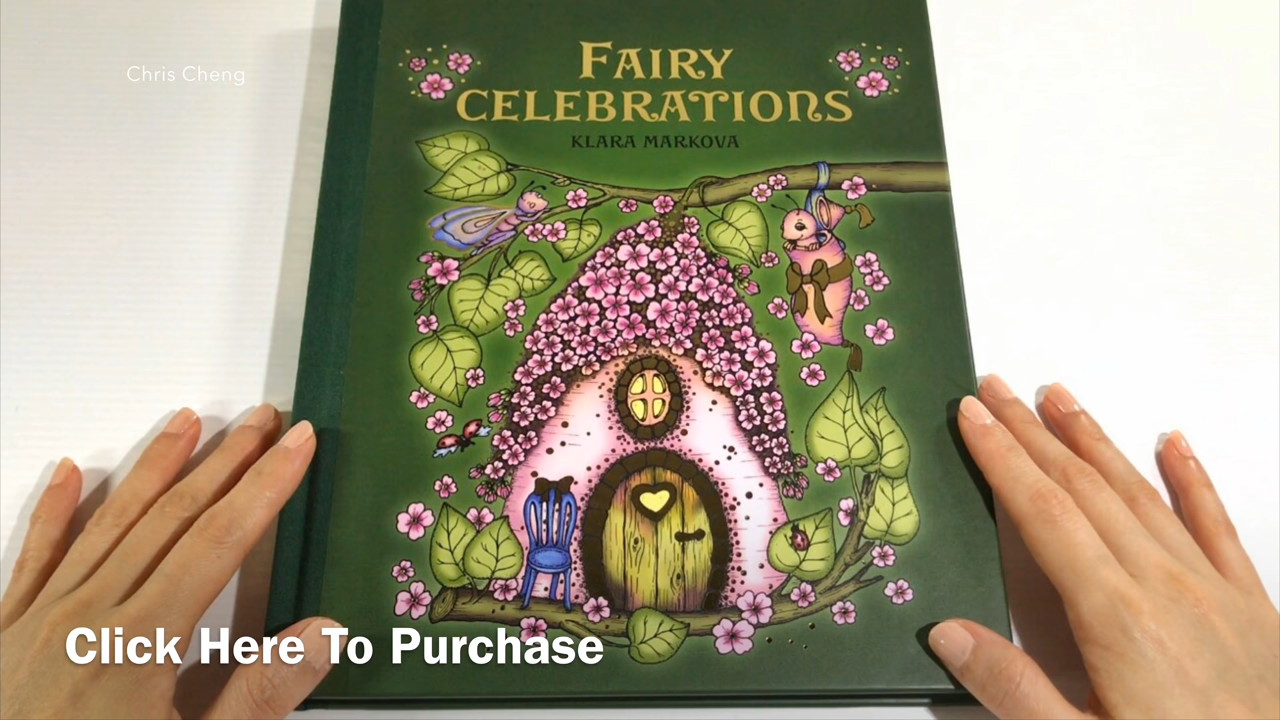 Chris Cheng
FAIRY
CELEBRATIONS
KLARA MARKOVA
Click Here To Purchase